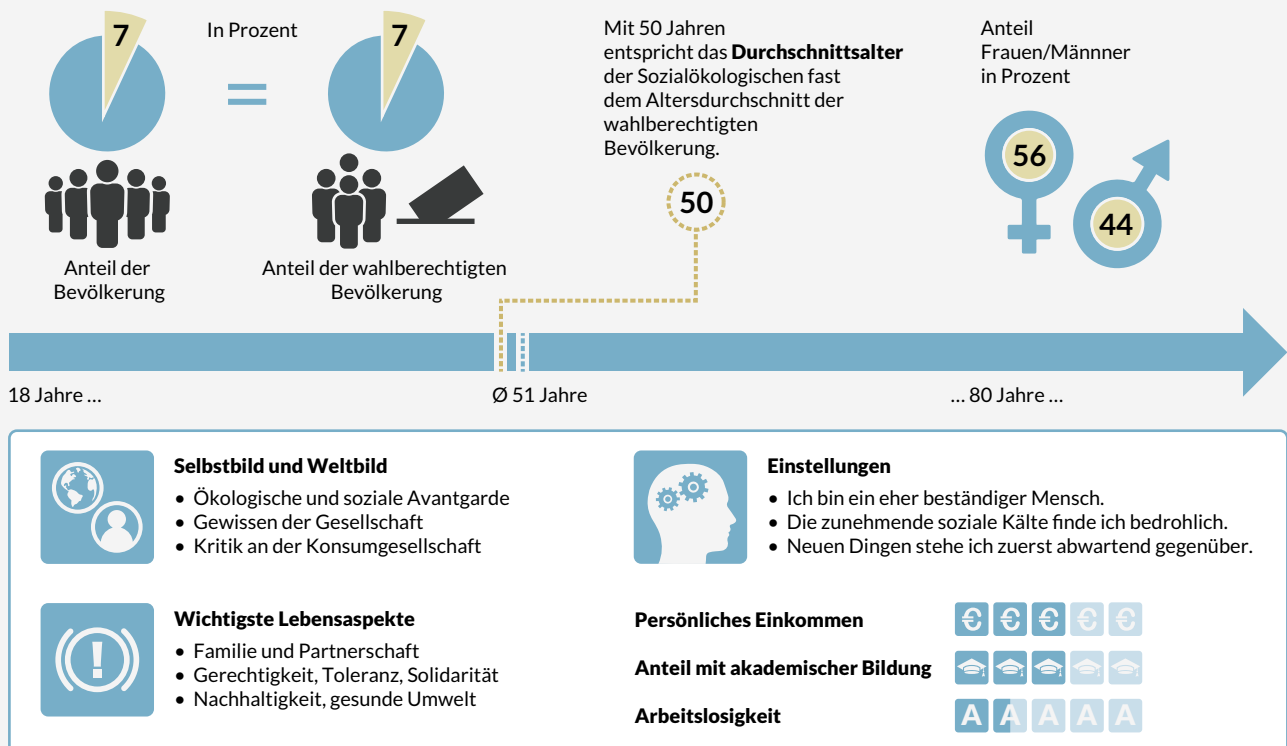 7
In Prozent
7
Anteil der
Bevölkerung
Anteil der wahlberechtigten
Bevölkerung
Mit 50 Jahren
entspricht das Durchschnittsalter
der Sozialökologischen fast
dem Altersdurchschnitt der
wahlberechtigten
Bevölkerung.
50
Anteil
Frauen/Männner
in Prozent
56
44
18 Jahre ...
Ø 51 Jahre
... 80 Jahre ...
Selbstbild und Weltbild
• Ökologische und soziale Avantgarde
• Gewissen der Gesellschaft
• Kritik an der Konsumgesellschaft
Einstellungen
• Ich bin ein eher beständiger Mensch.
• Die zunehmende soziale Kälte finde ich bedrohlich.
• Neuen Dingen stehe ich zuerst abwartend gegenüber.
Wichtigste Lebensaspekte
• Familie und Partnerschaft
• Gerechtigkeit, Toleranz, Solidarität
• Nachhaltigkeit, gesunde Umwelt
Persönliches Einkommen
€ € € € €
Anteil mit akademischer Bildung
Arbeitslosigkeit
A A A A A